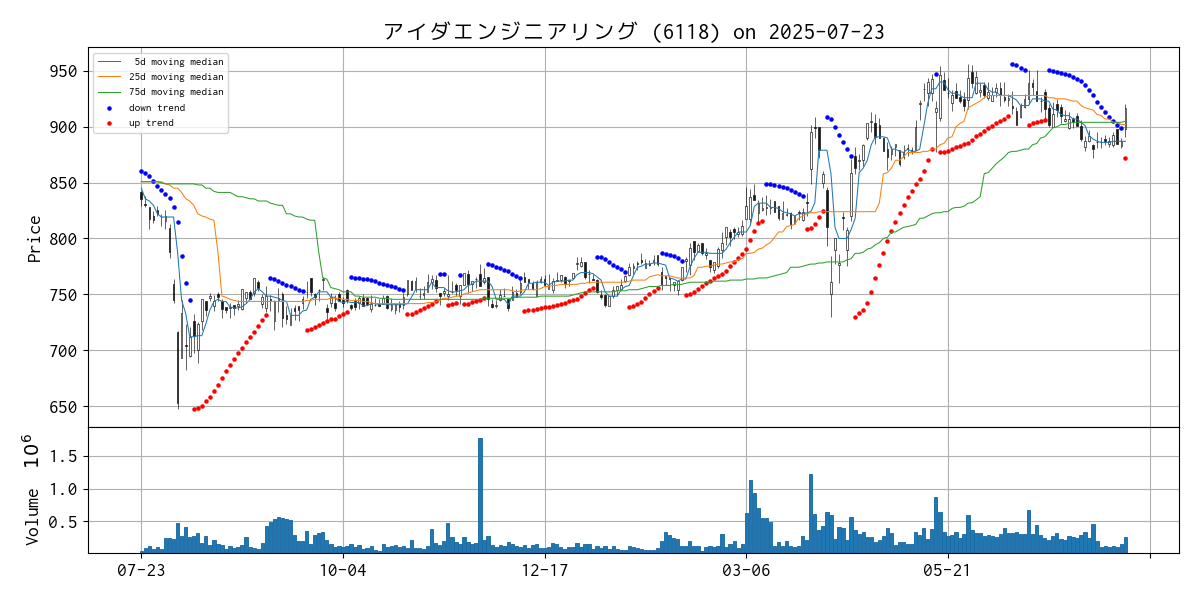 アイダエンジニアリング (6118) on 2025-07-23
5d moving median
25d moving median
75d moving median
down trend
up trend
Price
950
900
850
800
750
700
650
Volume 10⁶
1.5
1.0
0.5
07-23 10-04 12-17 03-06 05-21